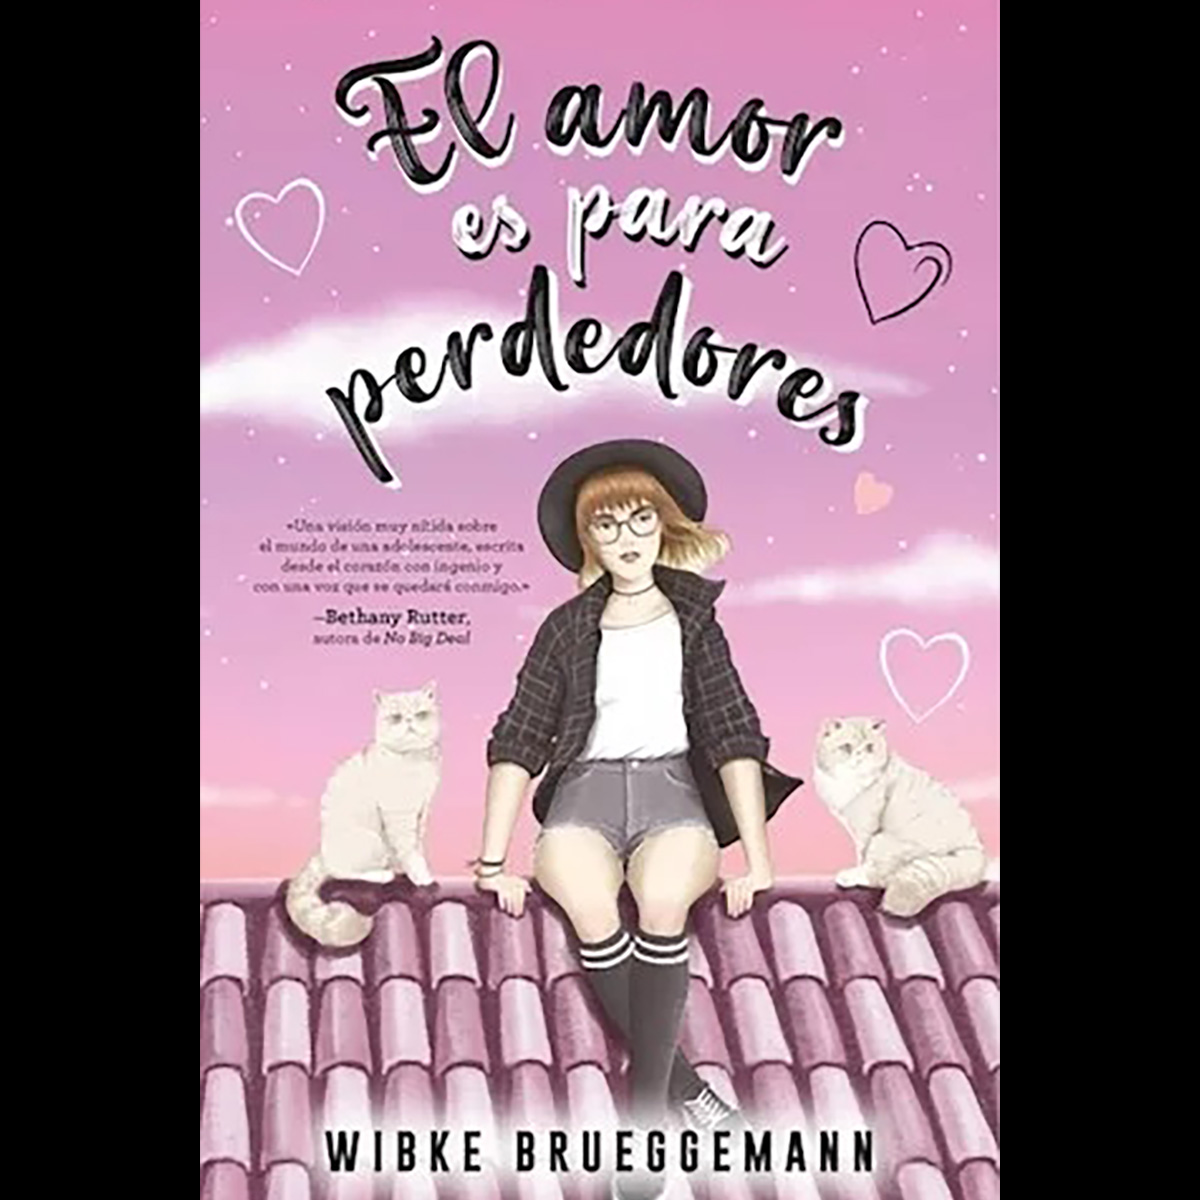 El amor
es para
perdedores
«Una visión muy nítida sobre
el mundo de una adolescente, escrita
desde el corazón con ingenio y
con una voz que se quedará conmigo.»
—Bethany Rutter,
autora de No Big Deal
WIBKE BRUEGGEMANN